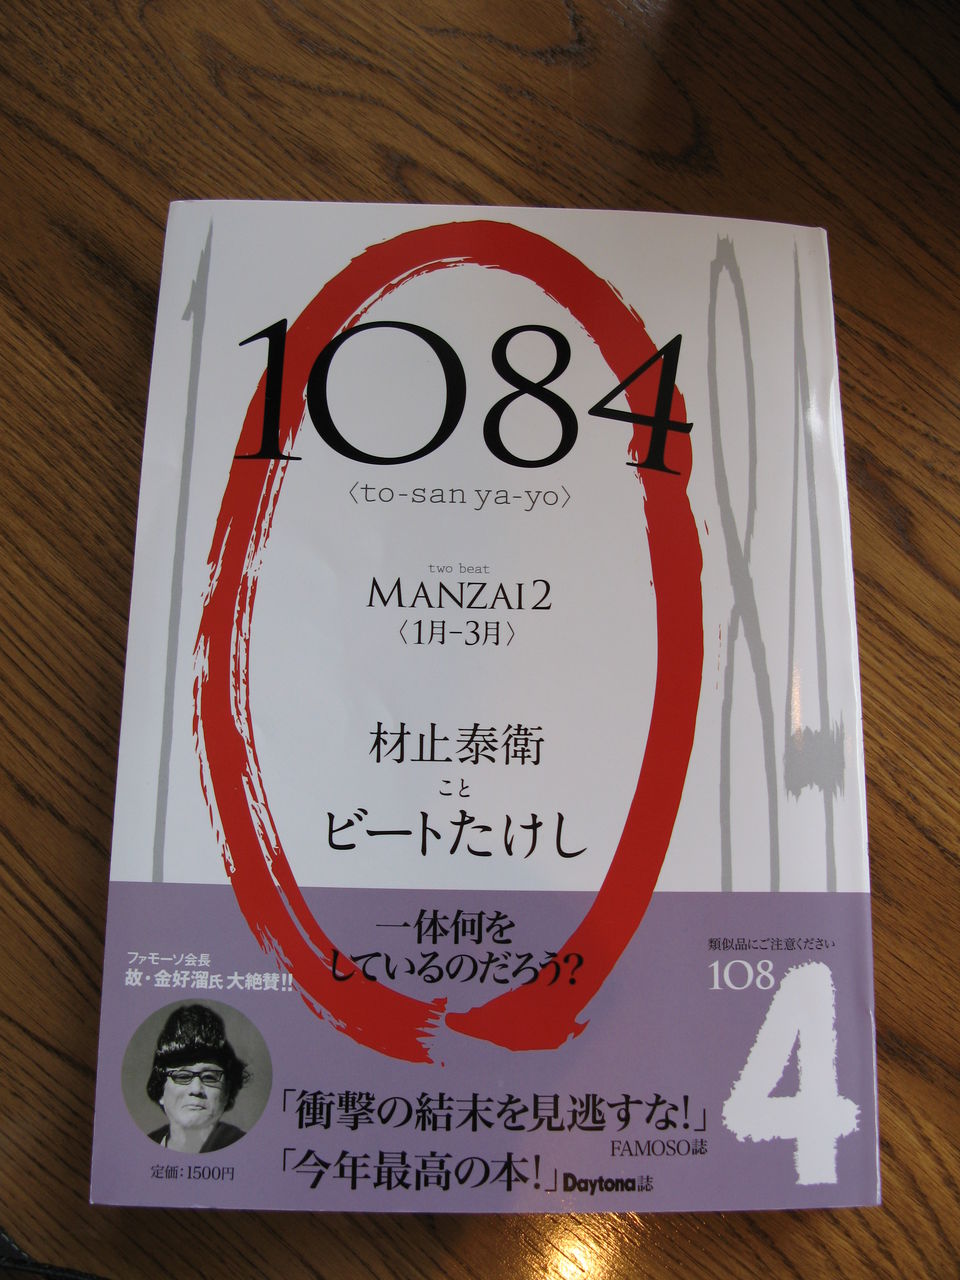 1084
〈to-san ya-yo〉
two beat
MANZAI 2
〈1月-3月〉
材止泰衛
こと
ビートたけし
一体何を
しているのだろう?
類似品にご注意ください
1084
ファモーソ会長
故・金好溜氏 大絶賛!!
「衝撃の結末を見逃すな!」
FAMOSO誌
「今年最高の本!」Daytona誌
定価:1500円